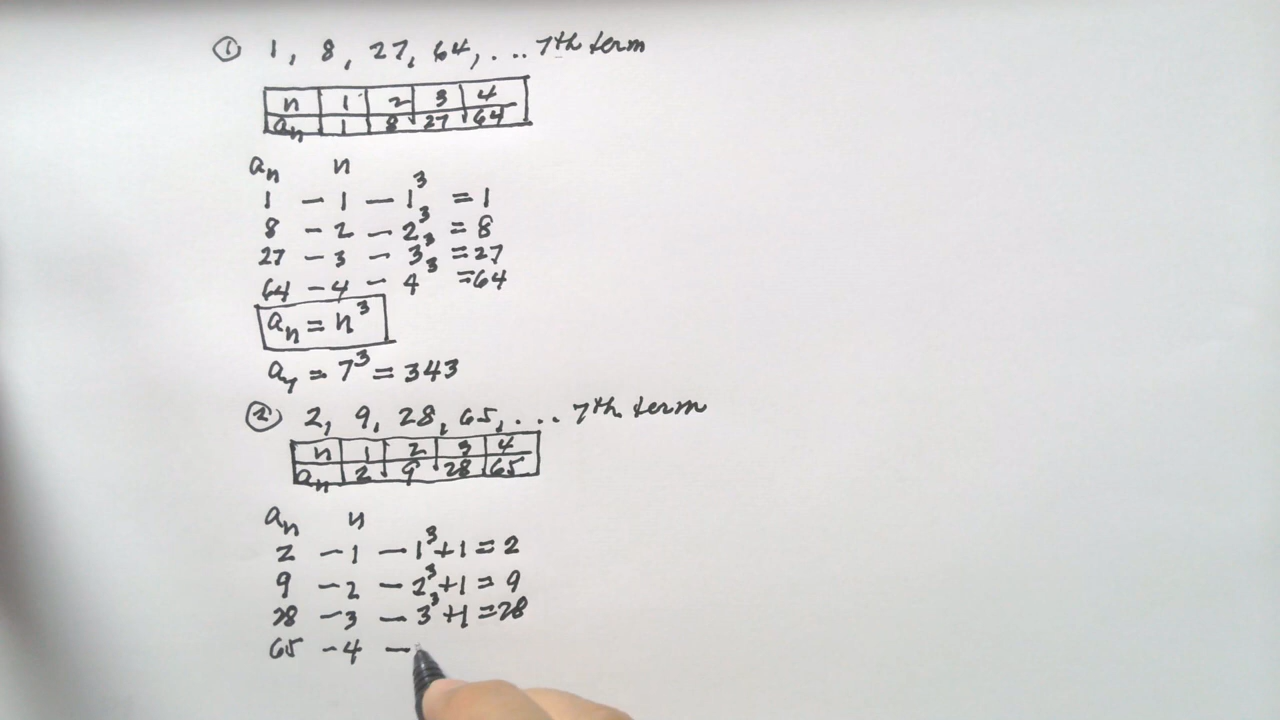 ① 1, 8, 27, 64, ... 7th term
n 1 2 3 4
aₙ 1 8 27 64
aₙ n
1 – 1 – 1³ = 1
8 – 2 – 2³ = 8
27 – 3 – 3³ = 27
64 – 4 – 4³ = 64
aₙ = n³
a₇ = 7³ = 343
② 2, 9, 28, 65, ... 7th term
n 1 2 3 4
aₙ 2 9 28 65
aₙ n
2 – 1 – 1³+1 = 2
9 – 2 – 2³+1 = 9
28 – 3 – 3³+1 = 28
65 – 4 –